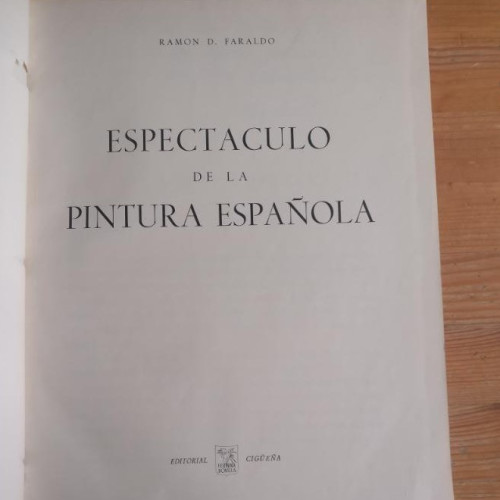 RAMON D. FARALDO
ESPECTACULO
DE LA
PINTURA ESPAÑOLA
EDITORIAL CIGÜEÑA